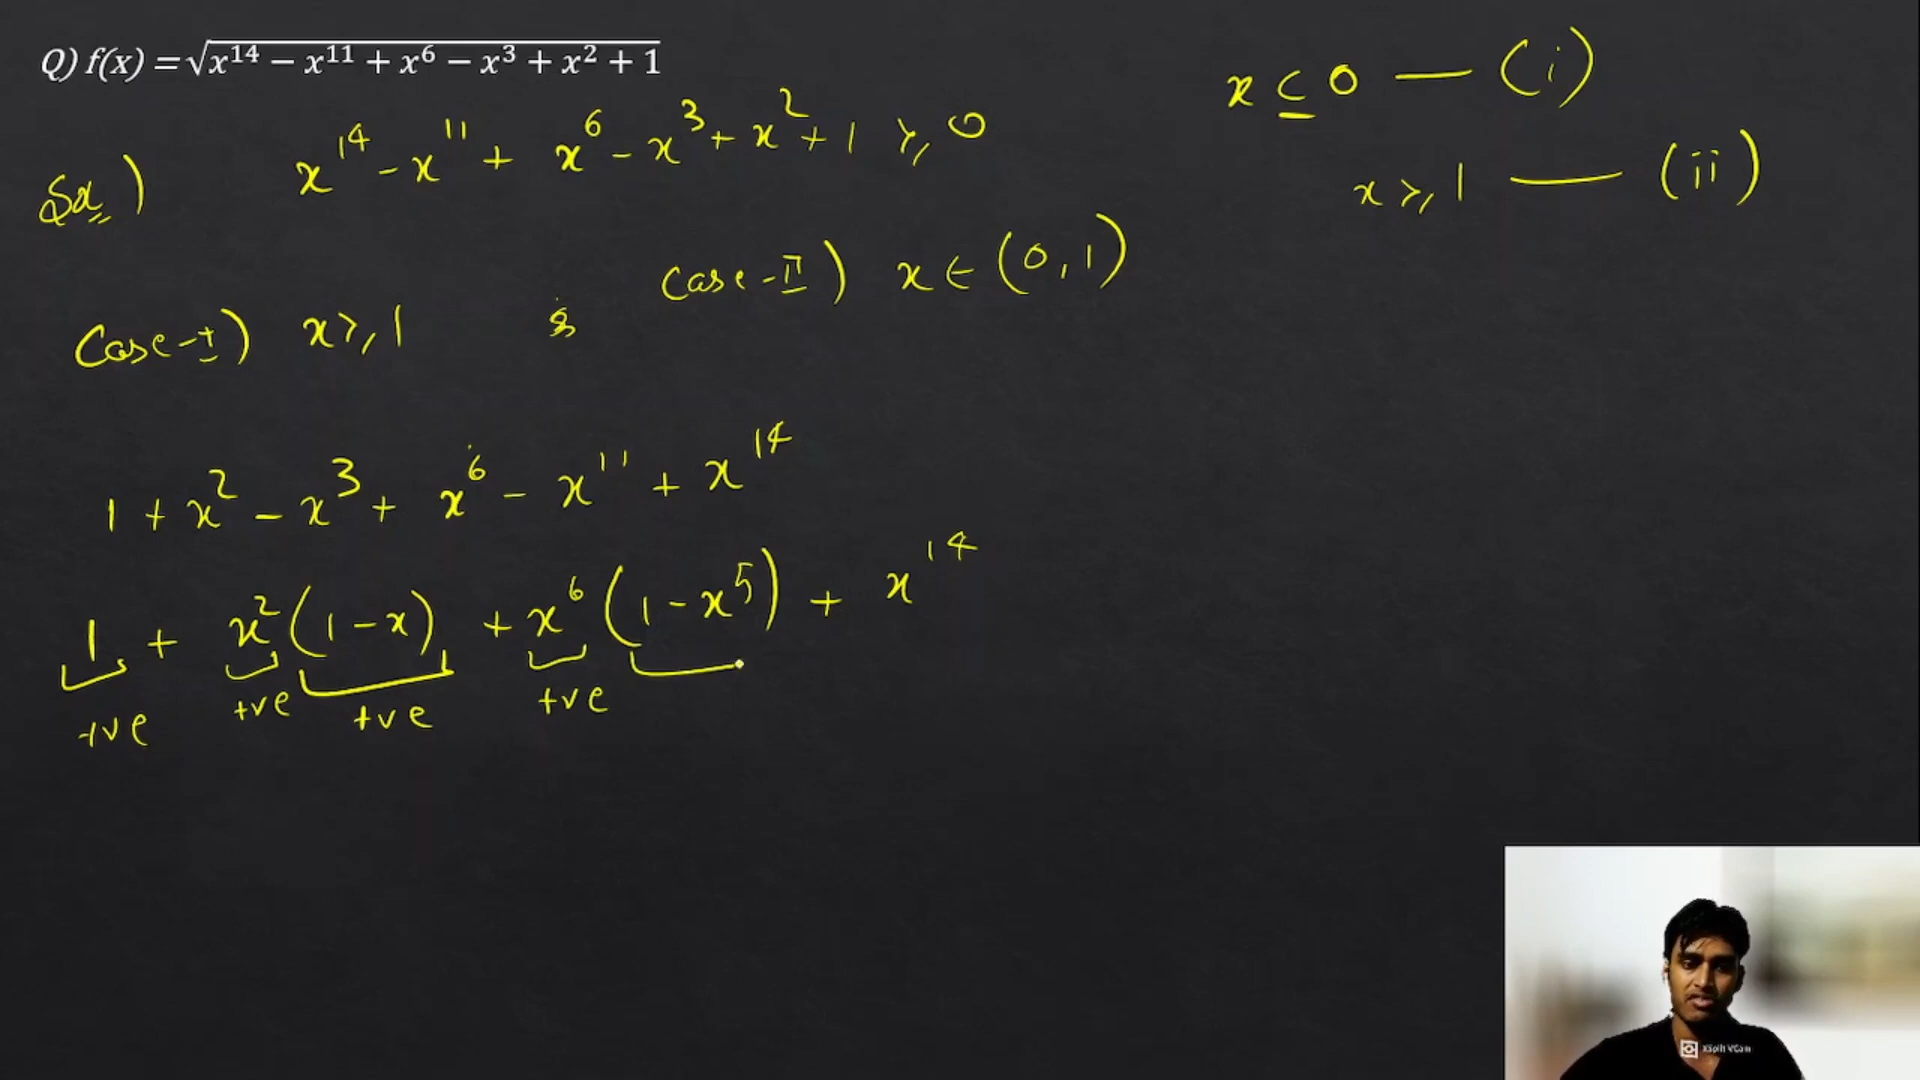 Q) f(x) = √x¹⁴ − x¹¹ + x⁶ − x³ + x² + 1
x ≤ 0 — (i)
Sol) x¹⁴ - x¹¹ + x⁶ - x³ + x² + 1 ≥ 0
x ≥ 1 — (ii)
Case-II) x ∈ (0,1)
Case-I) x ≥ 1
1 + x² - x³ + x⁶ - x¹¹ + x¹⁴
1 + x²(1-x) + x⁶(1-x⁵) + x¹⁴
+ve +ve +ve +ve
XSplit VCam